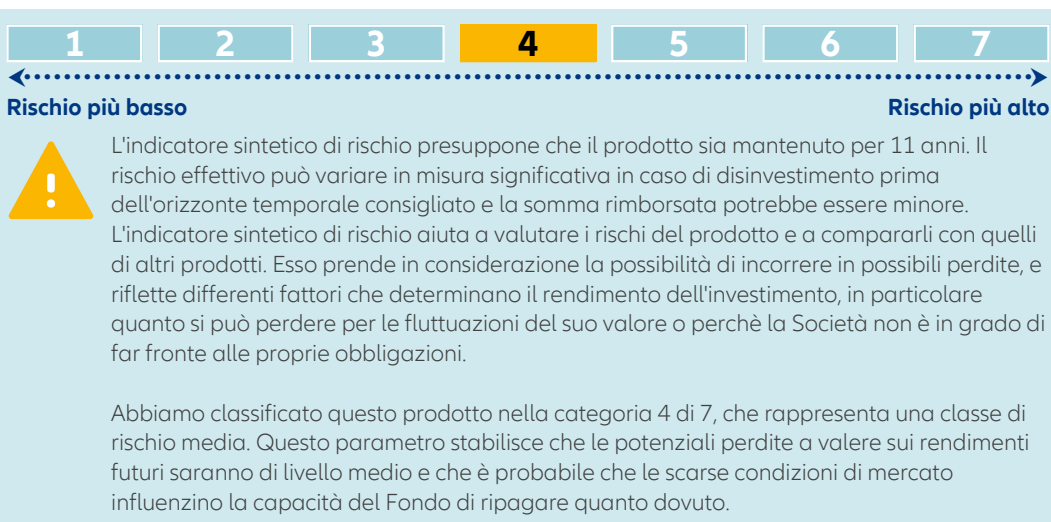 1 2 3 4 5 6 7
Rischio più basso Rischio più alto
L'indicatore sintetico di rischio presuppone che il prodotto sia mantenuto per 11 anni. Il
rischio effettivo può variare in misura significativa in caso di disinvestimento prima
dell'orizzonte temporale consigliato e la somma rimborsata potrebbe essere minore.
L'indicatore sintetico di rischio aiuta a valutare i rischi del prodotto e a compararli con quelli
di altri prodotti. Esso prende in considerazione la possibilità di incorrere in possibili perdite, e
riflette differenti fattori che determinano il rendimento dell'investimento, in particolare
quanto si può perdere per le fluttuazioni del suo valore o perchè la Società non è in grado di
far fronte alle proprie obbligazioni.
Abbiamo classificato questo prodotto nella categoria 4 di 7, che rappresenta una classe di
rischio media. Questo parametro stabilisce che le potenziali perdite a valere sui rendimenti
futuri saranno di livello medio e che è probabile che le scarse condizioni di mercato
influenzino la capacità del Fondo di ripagare quanto dovuto.